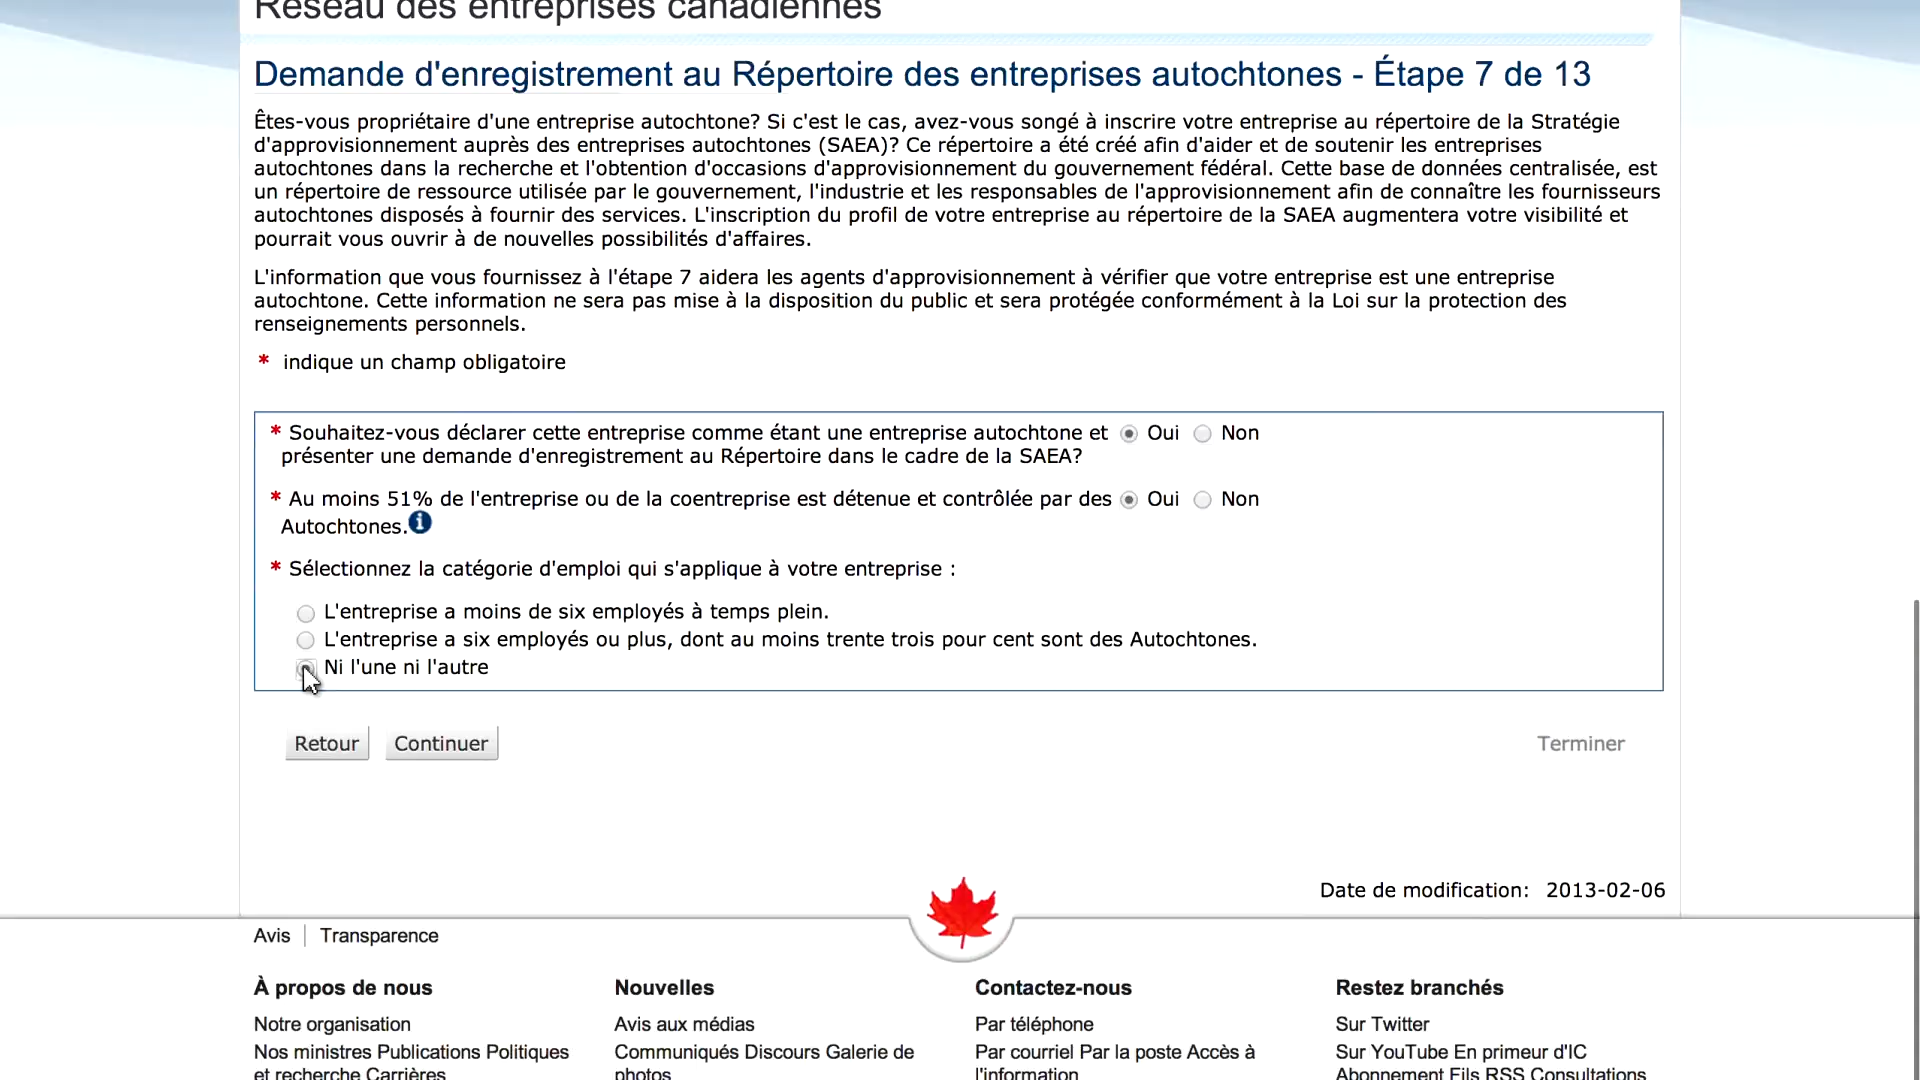 Réseau des entreprises canadiennes
Demande d'enregistrement au Répertoire des entreprises autochtones - Étape 7 de 13
Êtes-vous propriétaire d'une entreprise autochtone? Si c'est le cas, avez-vous songé à inscrire votre entreprise au répertoire de la Stratégie
d'approvisionnement auprès des entreprises autochtones (SAEA)? Ce répertoire a été créé afin d'aider et de soutenir les entreprises
autochtones dans la recherche et l'obtention d'occasions d'approvisionnement du gouvernement fédéral. Cette base de données centralisée, est
un répertoire de ressource utilisée par le gouvernement, l'industrie et les responsables de l'approvisionnement afin de connaître les fournisseurs
autochtones disposés à fournir des services. L'inscription du profil de votre entreprise au répertoire de la SAEA augmentera votre visibilité et
pourrait vous ouvrir à de nouvelles possibilités d'affaires.
L'information que vous fournissez à l'étape 7 aidera les agents d'approvisionnement à vérifier que votre entreprise est une entreprise
autochtone. Cette information ne sera pas mise à la disposition du public et sera protégée conformément à la Loi sur la protection des
renseignements personnels.
* indique un champ obligatoire
* Souhaitez-vous déclarer cette entreprise comme étant une entreprise autochtone et Oui Non
présenter une demande d'enregistrement au Répertoire dans le cadre de la SAEA?
* Au moins 51% de l'entreprise ou de la coentreprise est détenue et contrôlée par des Oui Non
Autochtones.
* Sélectionnez la catégorie d'emploi qui s'applique à votre entreprise :
L'entreprise a moins de six employés à temps plein.
L'entreprise a six employés ou plus, dont au moins trente trois pour cent sont des Autochtones.
Ni l'une ni l'autre
Retour Continuer Terminer
Date de modification: 2013-02-06
Avis Transparence
À propos de nous Nouvelles Contactez-nous Restez branchés
Notre organisation Avis aux médias Par téléphone Sur Twitter
Nos ministres Publications Politiques Communiqués Discours Galerie de Par courriel Par la poste Accès à Sur YouTube En primeur d'IC
et recherche Carrières photos l'information Abonnement Fils RSS Consultations